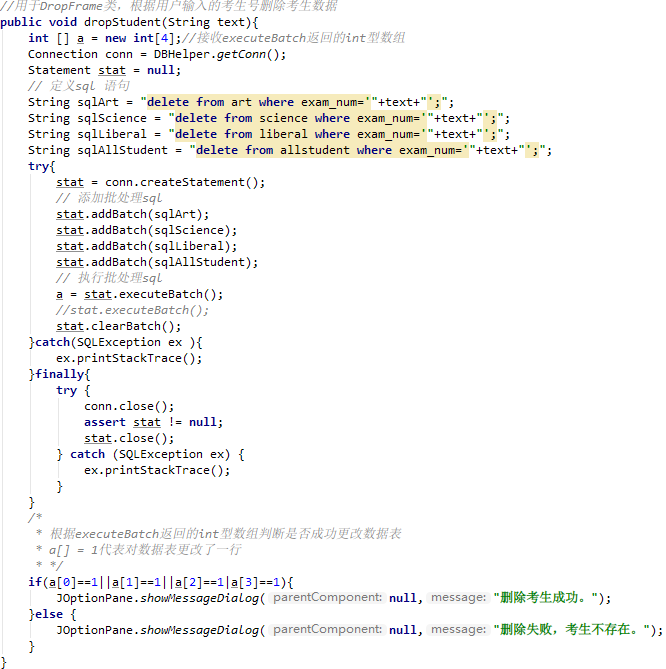 //用于DropFrame类，根据用户输入的考生号删除考生数据
public void dropStudent(String text){
int [] a = new int[4];//接收executeBatch返回的int型数组
Connection conn = DBHelper.getConn();
Statement stat = null;
// 定义sql 语句
String sqlArt = "delete from art where exam_num='"+text+"';";
String sqlScience = "delete from science where exam_num='"+text+"';";
String sqlLiberal = "delete from liberal where exam_num='"+text+"';";
String sqlAllStudent = "delete from allstudent where exam_num='"+text+"';";
try{
stat = conn.createStatement();
// 添加批处理sql
stat.addBatch(sqlArt);
stat.addBatch(sqlScience);
stat.addBatch(sqlLiberal);
stat.addBatch(sqlAllStudent);
// 执行批处理sql
a = stat.executeBatch();
//stat.executeBatch();
stat.clearBatch();
}catch(SQLException ex ){
ex.printStackTrace();
}finally{
try {
conn.close();
assert stat != null;
stat.close();
} catch (SQLException ex) {
ex.printStackTrace();
}
}
/*
* 根据executeBatch返回的int型数组判断是否成功更改数据表
* a[] = 1代表对数据表更改了一行
* */
if(a[0]==1||a[1]==1||a[2]==1||a[3]==1){
JOptionPane.showMessageDialog( parentComponent: null, message: "删除考生成功。");
}else {
JOptionPane.showMessageDialog( parentComponent: null, message: "删除失败，考生不存在。");
}
}